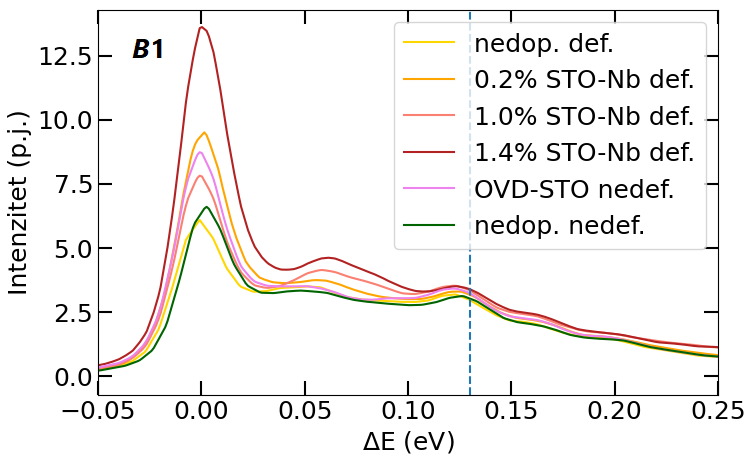 B1
nedop. def.
0.2% STO-Nb def.
1.0% STO-Nb def.
1.4% STO-Nb def.
OVD-STO nedef.
nedop. nedef.
Intenzitet (p.j.)
12.5
10.0
7.5
5.0
2.5
0.0
−0.05 0.00 0.05 0.10 0.15 0.20 0.25
ΔE (eV)